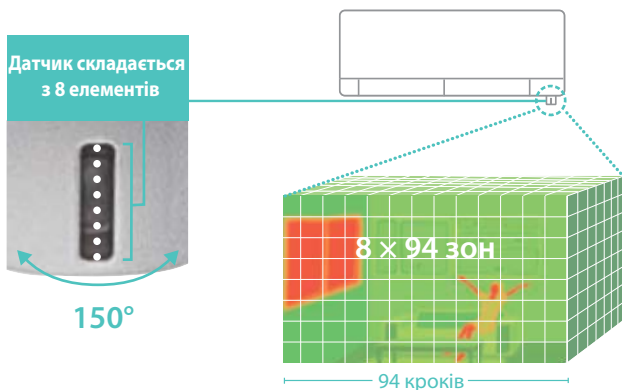 Датчик складається
з 8 елементів
8 × 94 зон
150°
94 кроків